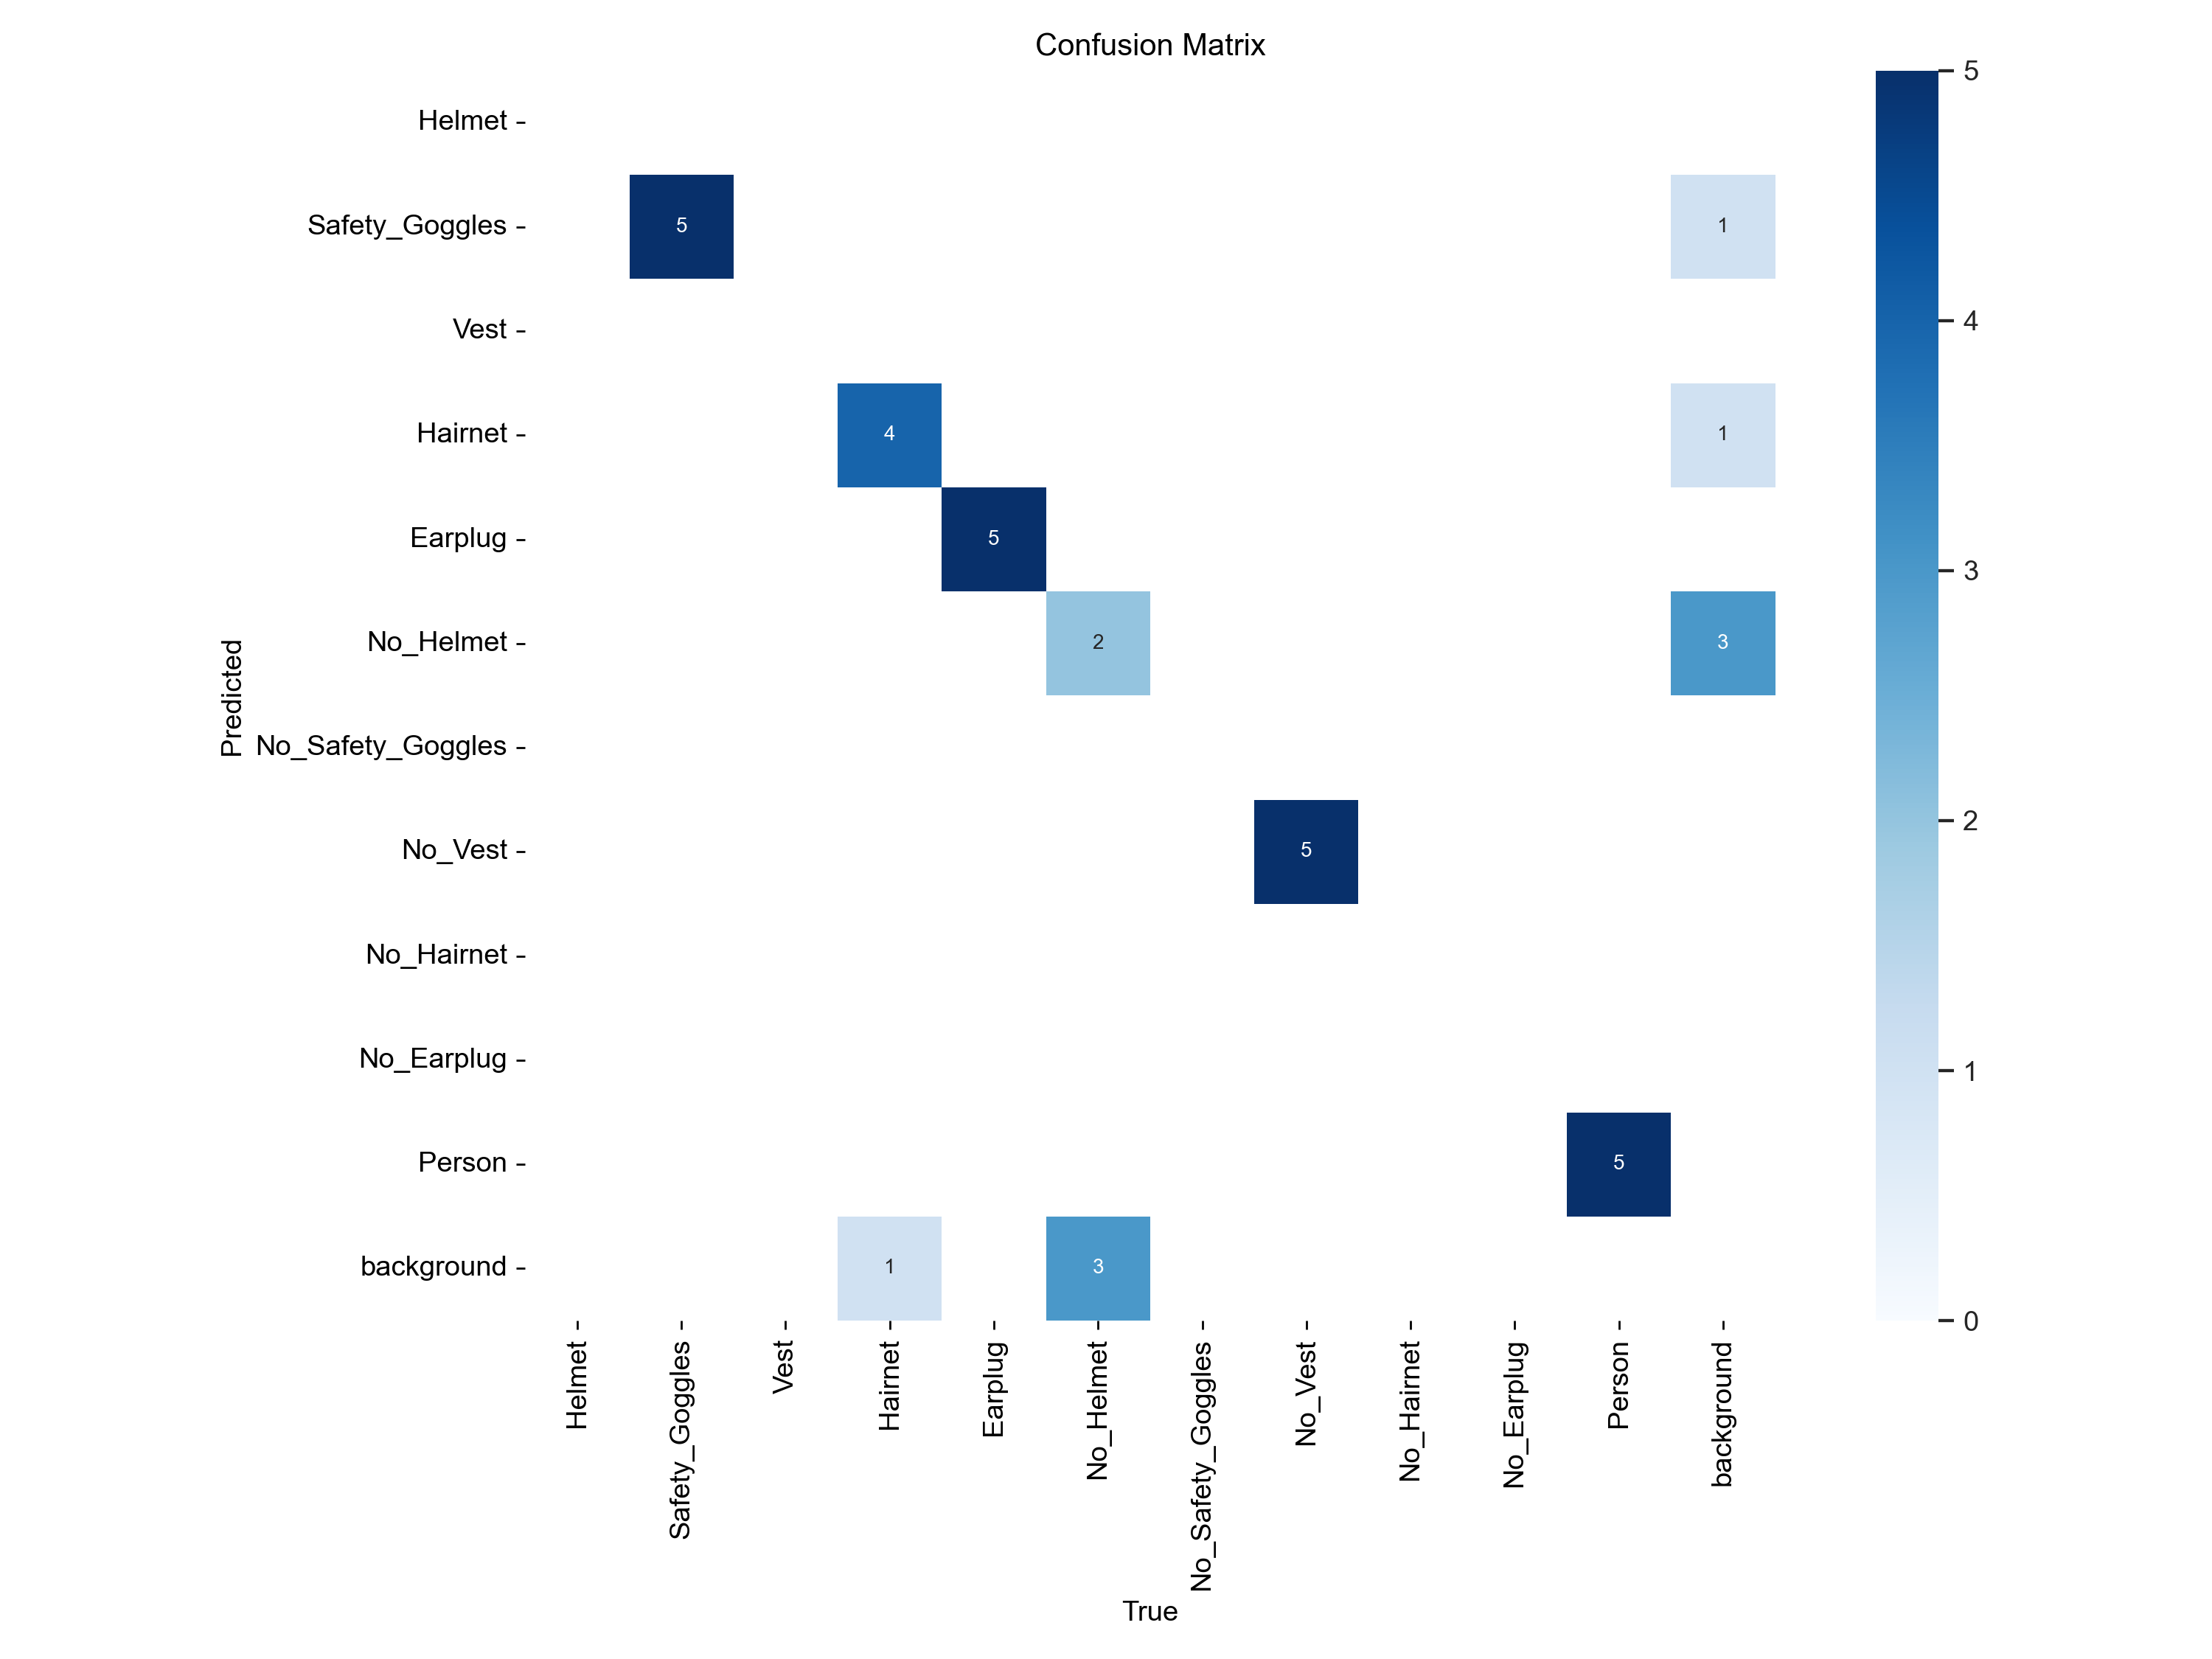 Confusion Matrix
Helmet
Safety_Goggles
Vest
Hairnet
Earplug
No_Helmet
No_Safety_Goggles
No_Vest
No_Hairnet
No_Earplug
Person
background
Predicted
5 1
4 1
5
2 3
5
5
1 3
Helmet
Safety_Goggles
Vest
Hairnet
Earplug
No_Helmet
No_Safety_Goggles
No_Vest
No_Hairnet
No_Earplug
Person
background
True
5
4
3
2
1
0